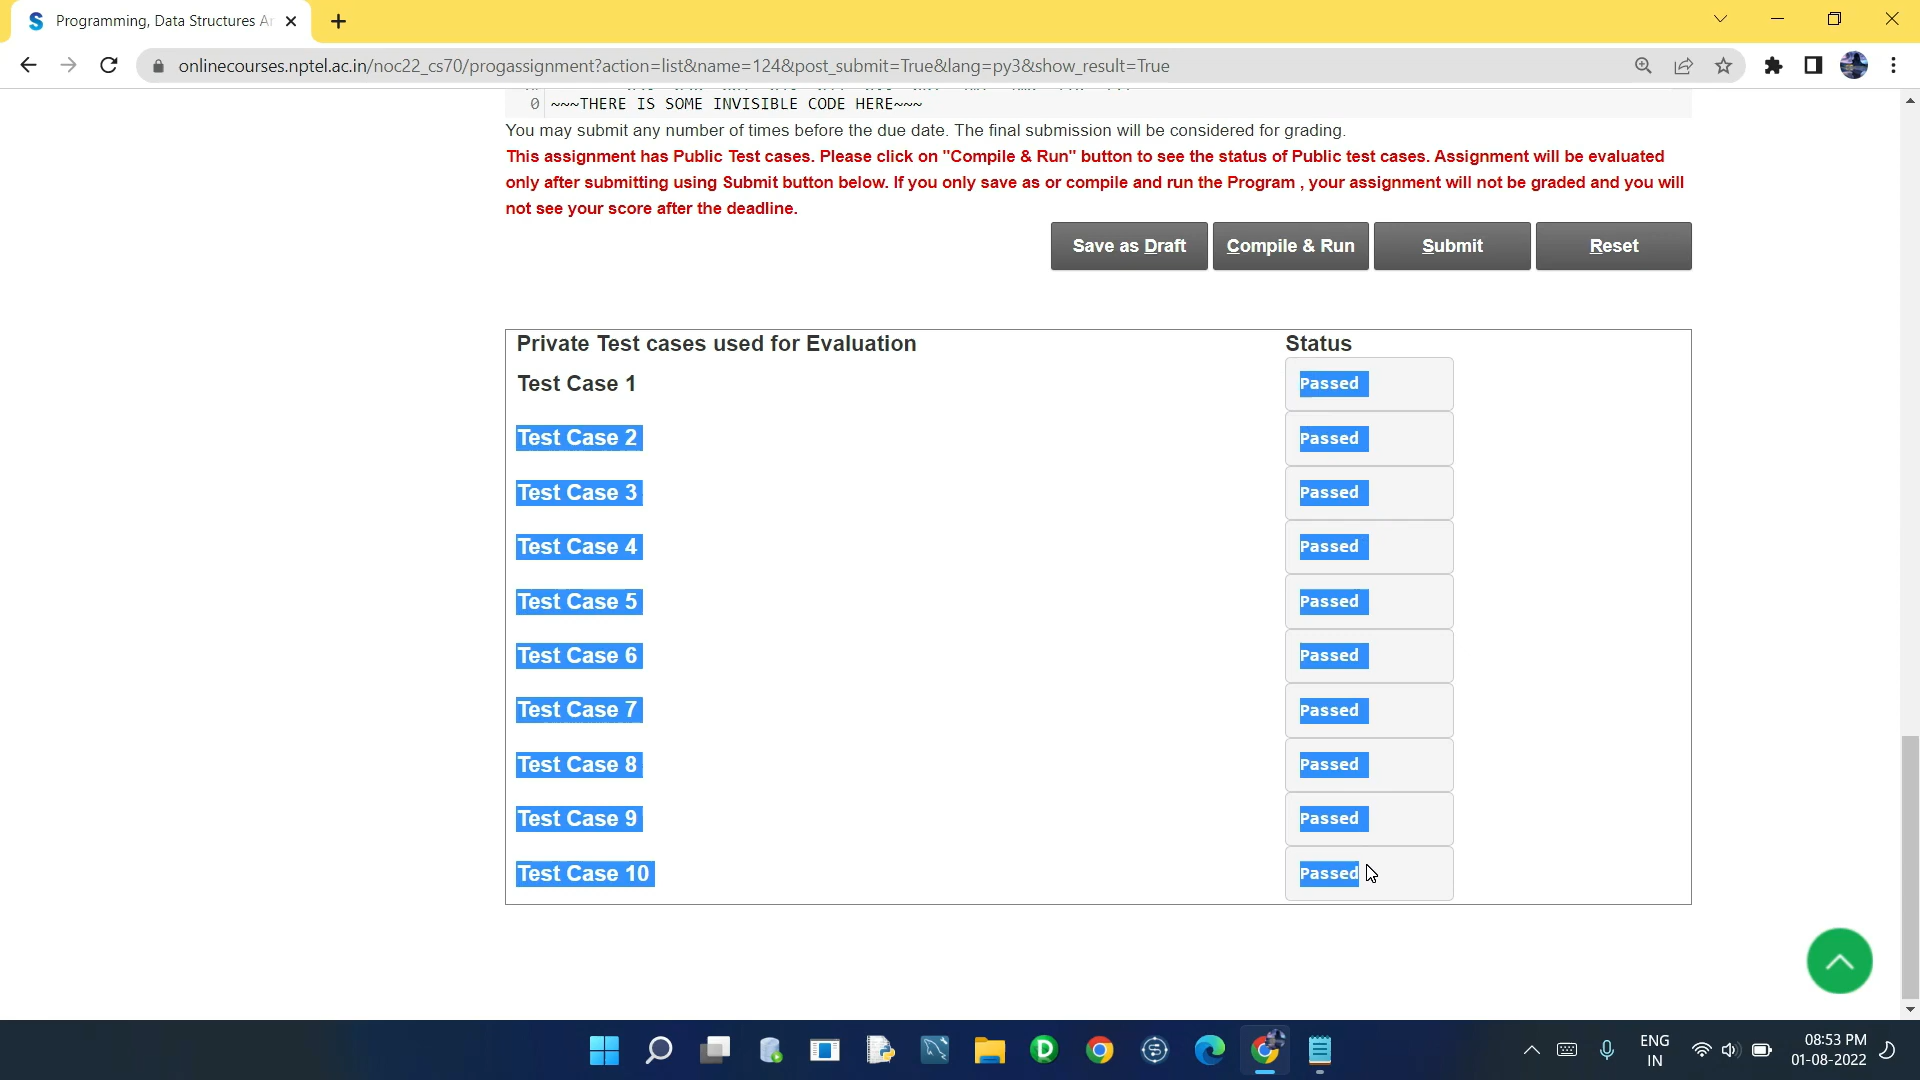 Programming, Data Structures Ar
onlinecourses.nptel.ac.in/noc22_cs70/progassignment?action=list&name=124&post_submit=True&lang=py3&show_result=True
0 ~~~THERE IS SOME INVISIBLE CODE HERE~~~
You may submit any number of times before the due date. The final submission will be considered for grading.
This assignment has Public Test cases. Please click on "Compile & Run" button to see the status of Public test cases. Assignment will be evaluated
only after submitting using Submit button below. If you only save as or compile and run the Program , your assignment will not be graded and you will
not see your score after the deadline.
Save as Draft Compile & Run Submit Reset
Private Test cases used for Evaluation Status
Test Case 1 Passed
Test Case 2 Passed
Test Case 3 Passed
Test Case 4 Passed
Test Case 5 Passed
Test Case 6 Passed
Test Case 7 Passed
Test Case 8 Passed
Test Case 9 Passed
Test Case 10 Passed
ENG 08:53 PM
IN 01-08-2022